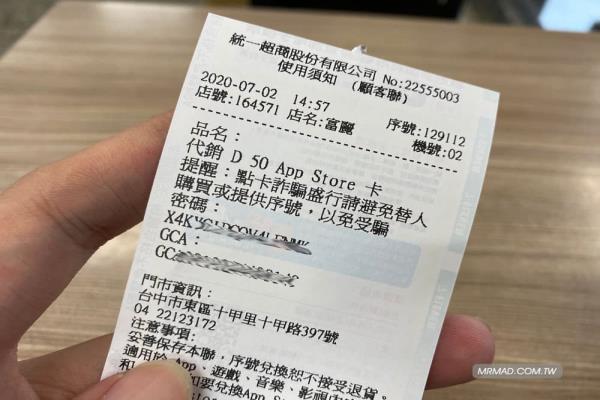 統一超商股份有限公司 No:22555003
使用須知 (顧客聯)
2020-07-02 14:57 序號:129112
店號:164571 店名:富麗 機號:02
品名:
代銷 D 50 App Store 卡
提醒:點卡詐騙盛行請避免替人
購買或提供序號,以免受騙
密碼:
GCA:
門市資訊:
台中市東區十甲里十甲路397號
04 22123172
注意事項:
妥善保存本聯,序號兌換恕不接受退貨。
適用於 App、遊戲、音樂、影視內
MRMAD.COM.TW